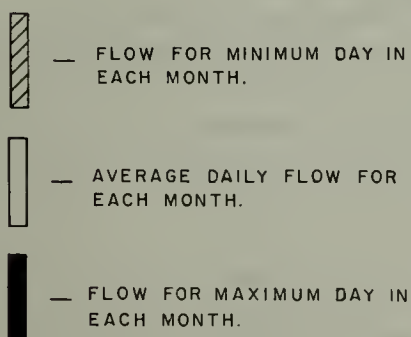 — FLOW FOR MINIMUM DAY IN
EACH MONTH.
— AVERAGE DAILY FLOW FOR
EACH MONTH.
— FLOW FOR MAXIMUM DAY IN
EACH MONTH.